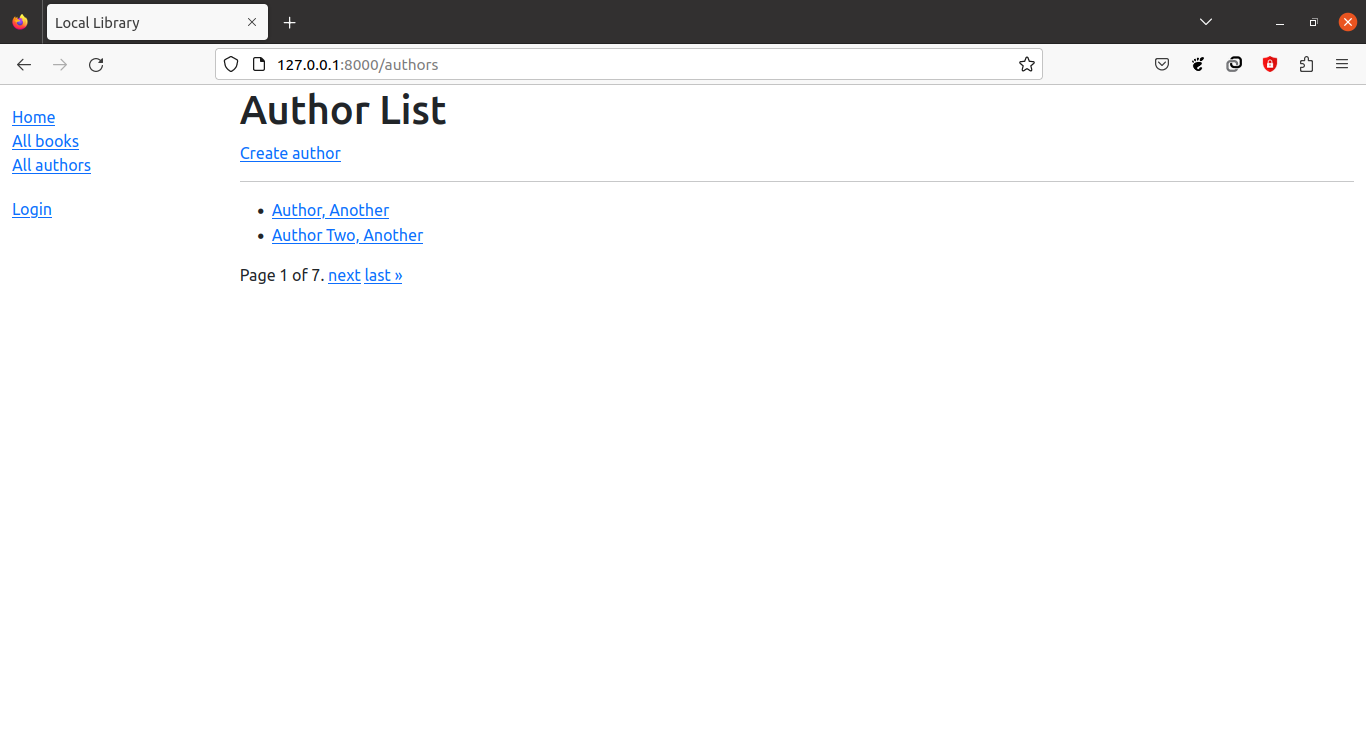 Local Library
127.0.0.1:8000/authors
Home
All books
All authors
Login
Author List
Create author
Author, Another
Author Two, Another
Page 1 of 7. next last »